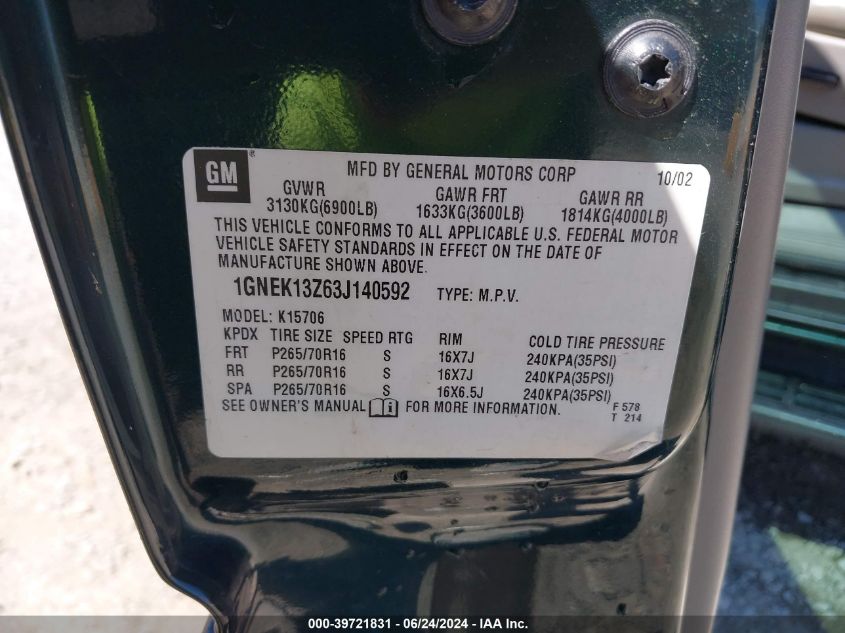 GM
MFD BY GENERAL MOTORS CORP 10/02
GVWR GAWR FRT GAWR RR
3130KG(6900LB) 1633KG(3600LB) 1814KG(4000LB)
THIS VEHICLE CONFORMS TO ALL APPLICABLE U.S. FEDERAL MOTOR
VEHICLE SAFETY STANDARDS IN EFFECT ON THE DATE OF
MANUFACTURE SHOWN ABOVE.
1GNEK13Z63J140592 TYPE: M.P.V.
MODEL: K15706
KPDX TIRE SIZE SPEED RTG RIM COLD TIRE PRESSURE
FRT P265/70R16 S 16X7J 240KPA(35PSI)
RR P265/70R16 S 16X7J 240KPA(35PSI)
SPA P265/70R16 S 16X6.5J 240KPA(35PSI)
SEE OWNER'S MANUAL FOR MORE INFORMATION. F 578
T 214
000-39721831 - 06/24/2024 - IAA Inc.